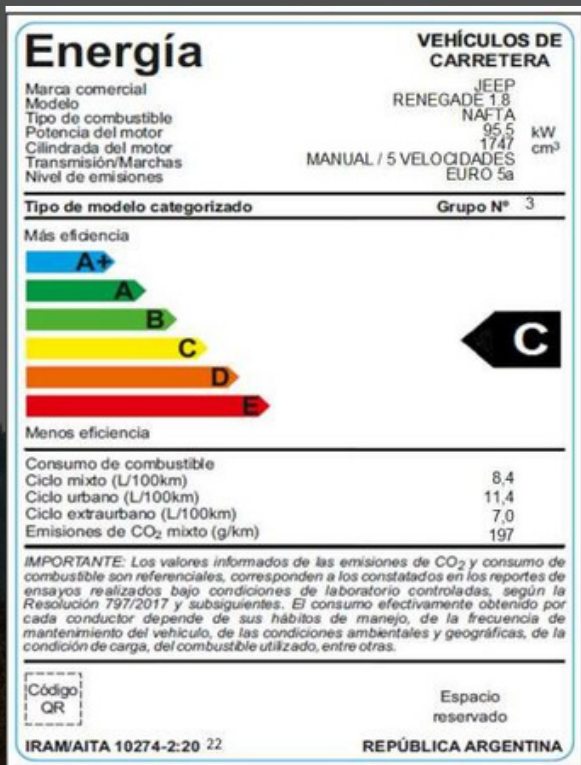 Energía
VEHÍCULOS DE
CARRETERA
Marca comercial JEEP
Modelo RENEGADE 1.8
Tipo de combustible NAFTA
Potencia del motor 95,5 kW
Cilindrada del motor 1747 cm³
Transmisión/Marchas MANUAL / 5 VELOCIDADES
Nivel de emisiones EURO 5a
Tipo de modelo categorizado Grupo Nº 3
Más eficiencia
A+
A
B
C
C
D
E
Menos eficiencia
Consumo de combustible
Ciclo mixto (L/100km) 8,4
Ciclo urbano (L/100km) 11,4
Ciclo extraurbano (L/100km) 7,0
Emisiones de CO₂ mixto (g/km) 197
IMPORTANTE: Los valores informados de las emisiones de CO₂ y consumo de
combustible son referenciales, corresponden a los constatados en los reportes de
ensayos realizados bajo condiciones de laboratorio controladas, según la
Resolución 797/2017 y subsiguientes. El consumo efectivamente obtenido por
cada conductor depende de sus hábitos de manejo, de la frecuencia de
mantenimiento del vehículo, de las condiciones ambientales y geográficas, de la
condición de carga, del combustible utilizado, entre otras.
Código
QR
Espacio
reservado
IRAM/AITA 10274-2:20 22 REPÚBLICA ARGENTINA